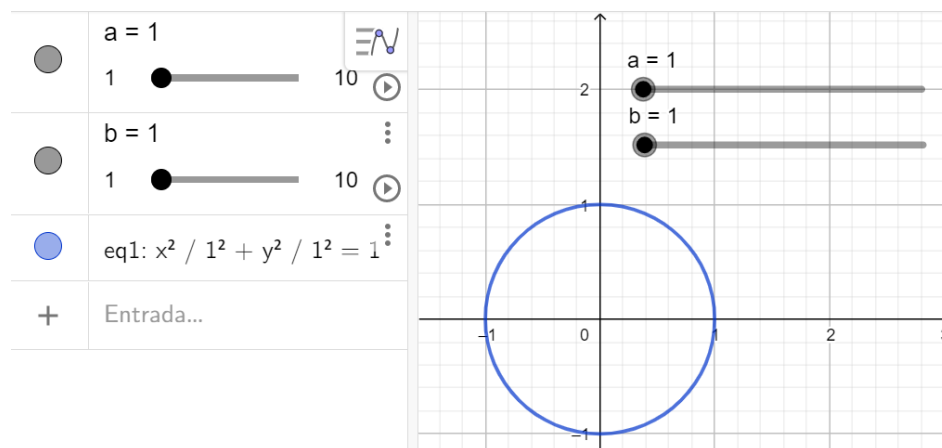 a = 1
1 10
b = 1
1 10
eq1: x² / 1² + y² / 1² = 1
+ Entrada...
a = 1
2
b = 1
1
−1 0 1 2
−1